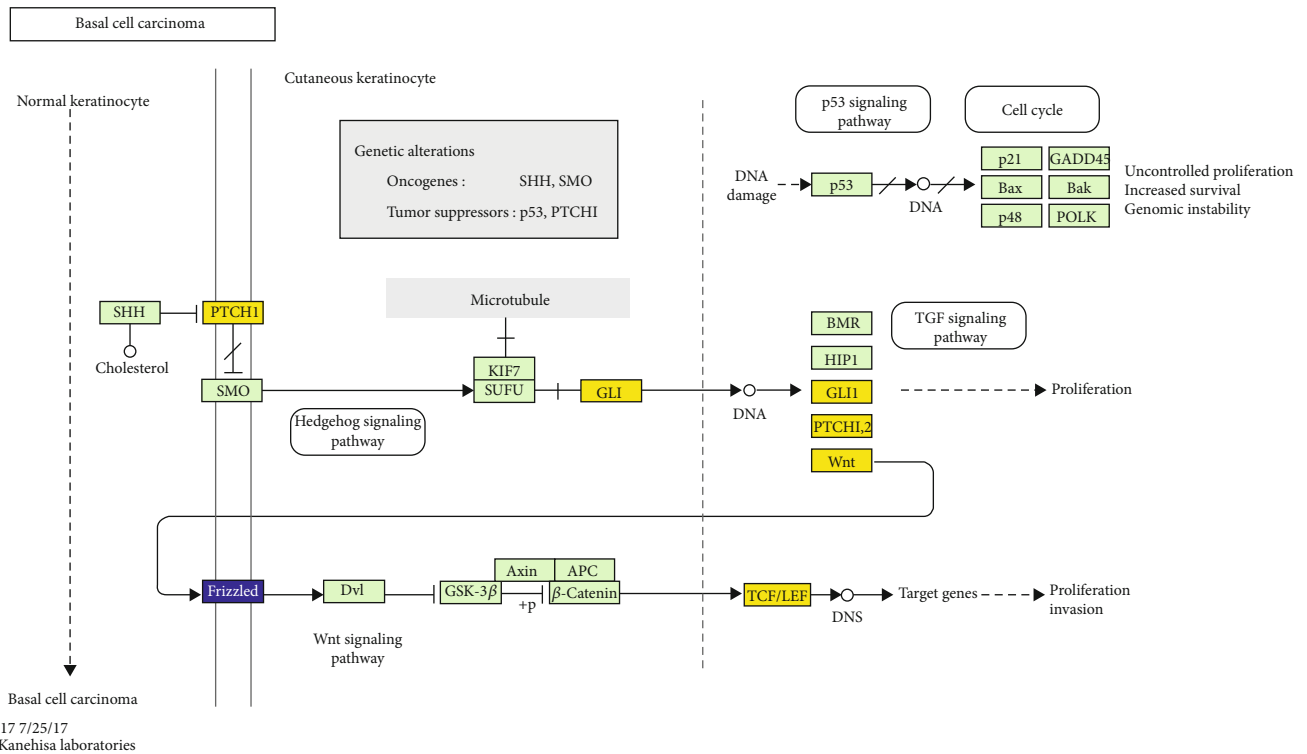 Basal cell carcinoma
Cutaneous keratinocyte
Normal keratinocyte
Genetic alterations
Oncogenes : SHH, SMO
Tumor suppressors : p53, PTCHI
p53 signaling
pathway
Cell cycle
DNA
damage
p53
DNA
p21
GADD45
Bax
Bak
p48
POLK
Uncontrolled proliferation
Increased survival
Genomic instability
SHH
PTCH1
Cholesterol
SMO
Microtubule
KIF7
SUFU
GLI
Hedgehog signaling
pathway
DNA
BMR
HIP1
GLI1
PTCHI,2
Wnt
TGF signaling
pathway
Proliferation
Frizzled
Dvl
GSK-3β
Axin
APC
β-Catenin
+p
TCF/LEF
DNS
Target genes
Proliferation
invasion
Wnt signaling
pathway
Basal cell carcinoma
17 7/25/17
Kanehisa laboratories